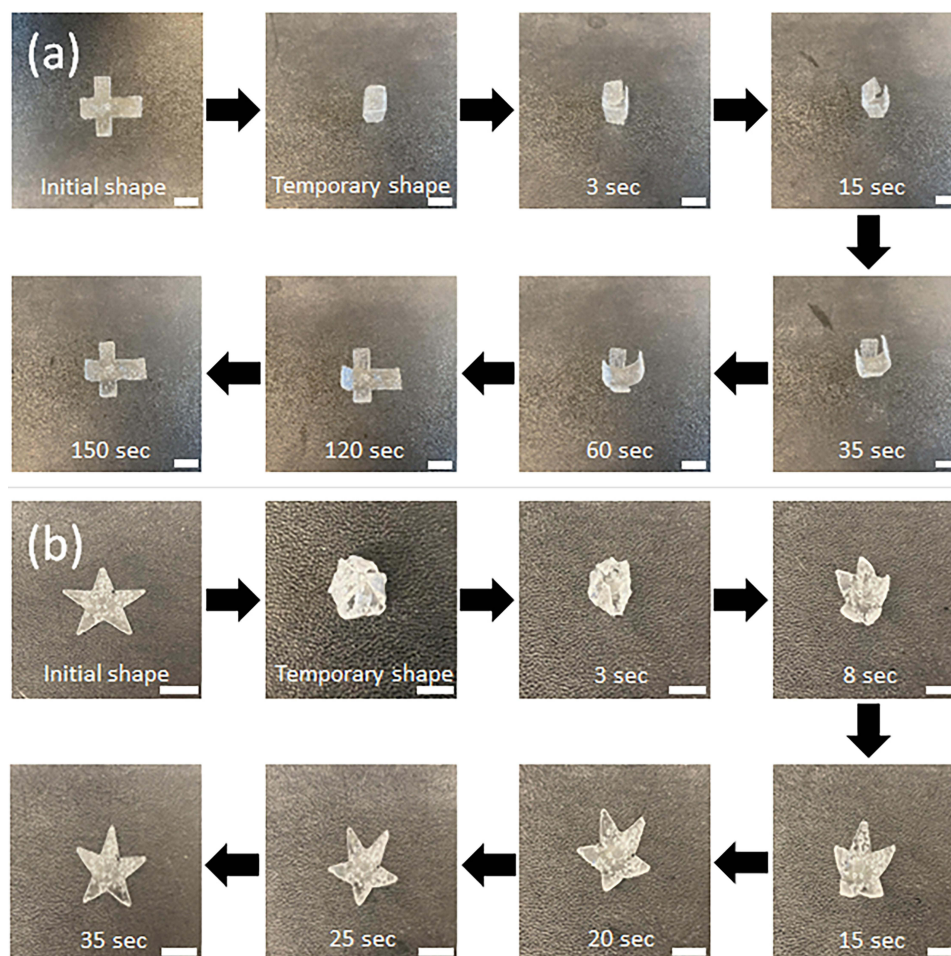 (a)
Initial shape
Temporary shape
3 sec
15 sec
35 sec
60 sec
120 sec
150 sec
(b)
Initial shape
Temporary shape
3 sec
8 sec
15 sec
20 sec
25 sec
35 sec